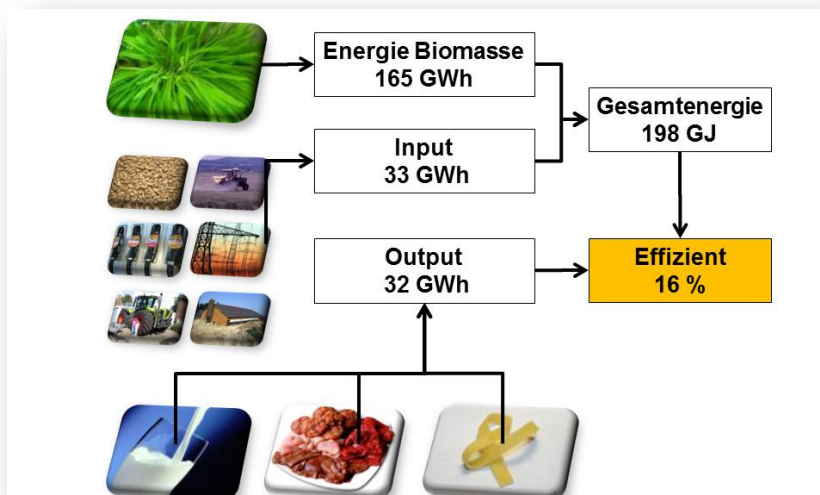 Energie Biomasse
165 GWh
Gesamtenergie
198 GJ
Input
33 GWh
Output
32 GWh
Effizient
16 %